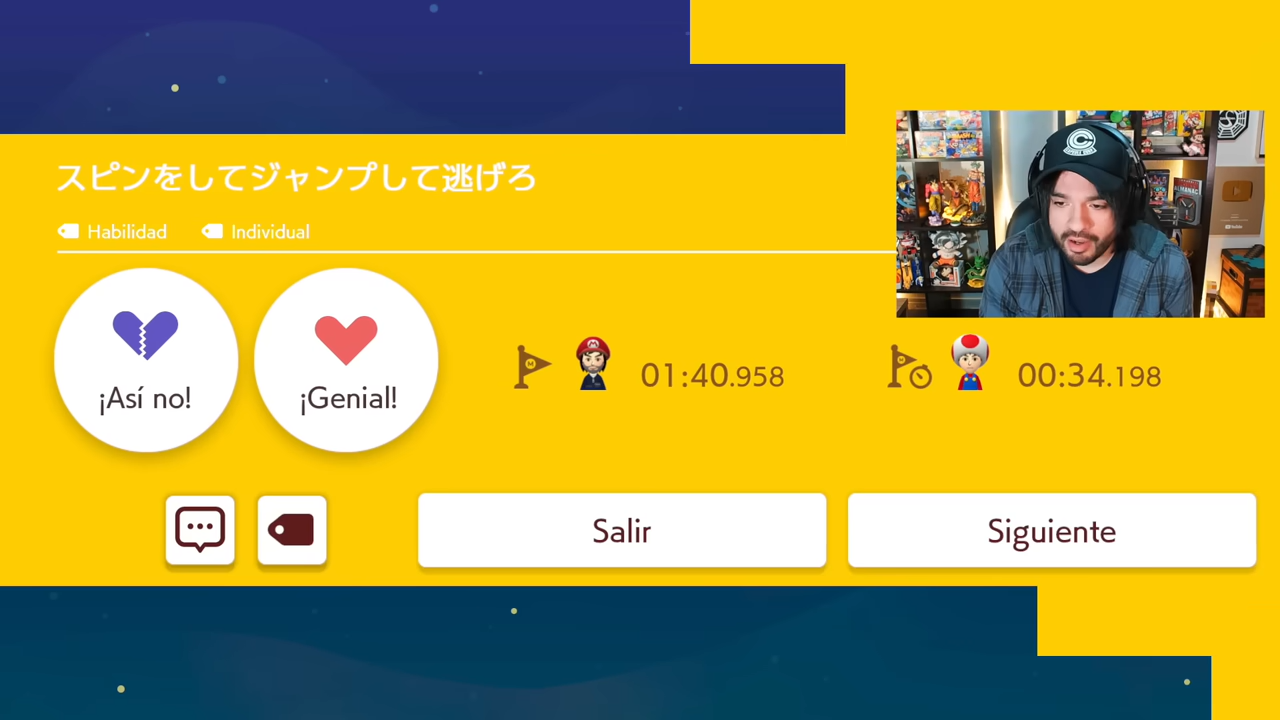 スピンをしてジャンプして逃げろ
Habilidad Individual
¡Así no! ¡Genial!
01:40.958 00:34.198
Salir Siguiente
ALMANAC